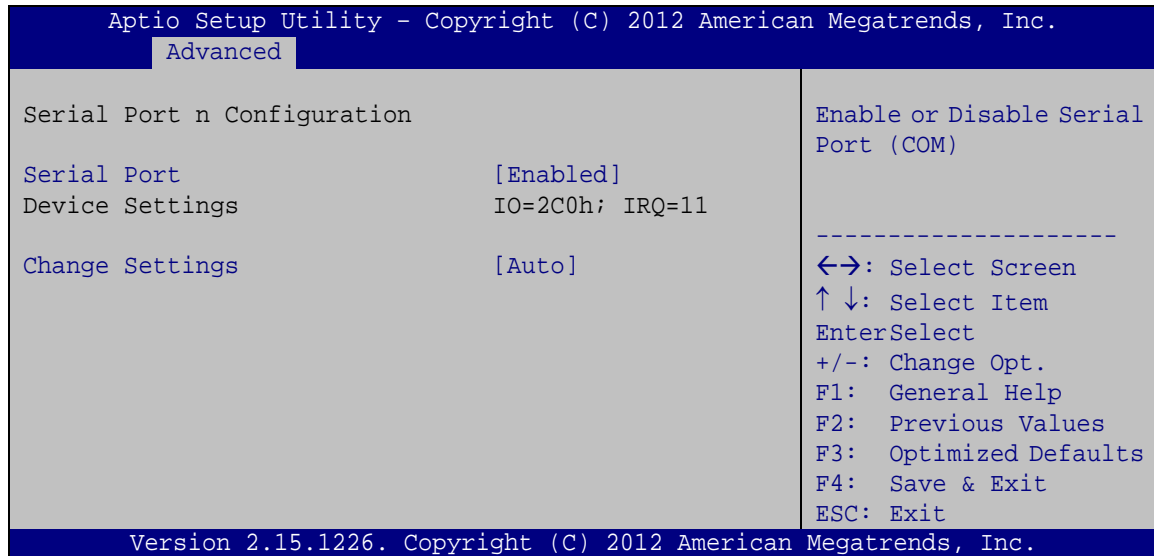 Aptio Setup Utility – Copyright (C) 2012 American Megatrends, Inc.
Advanced
Serial Port n Configuration
Serial Port [Enabled]
Device Settings IO=2C0h; IRQ=11
Change Settings [Auto]
Enable or Disable Serial
Port (COM)
---------------------
←→: Select Screen
↑ ↓: Select Item
EnterSelect
+/-: Change Opt.
F1: General Help
F2: Previous Values
F3: Optimized Defaults
F4: Save & Exit
ESC: Exit
Version 2.15.1226. Copyright (C) 2012 American Megatrends, Inc.